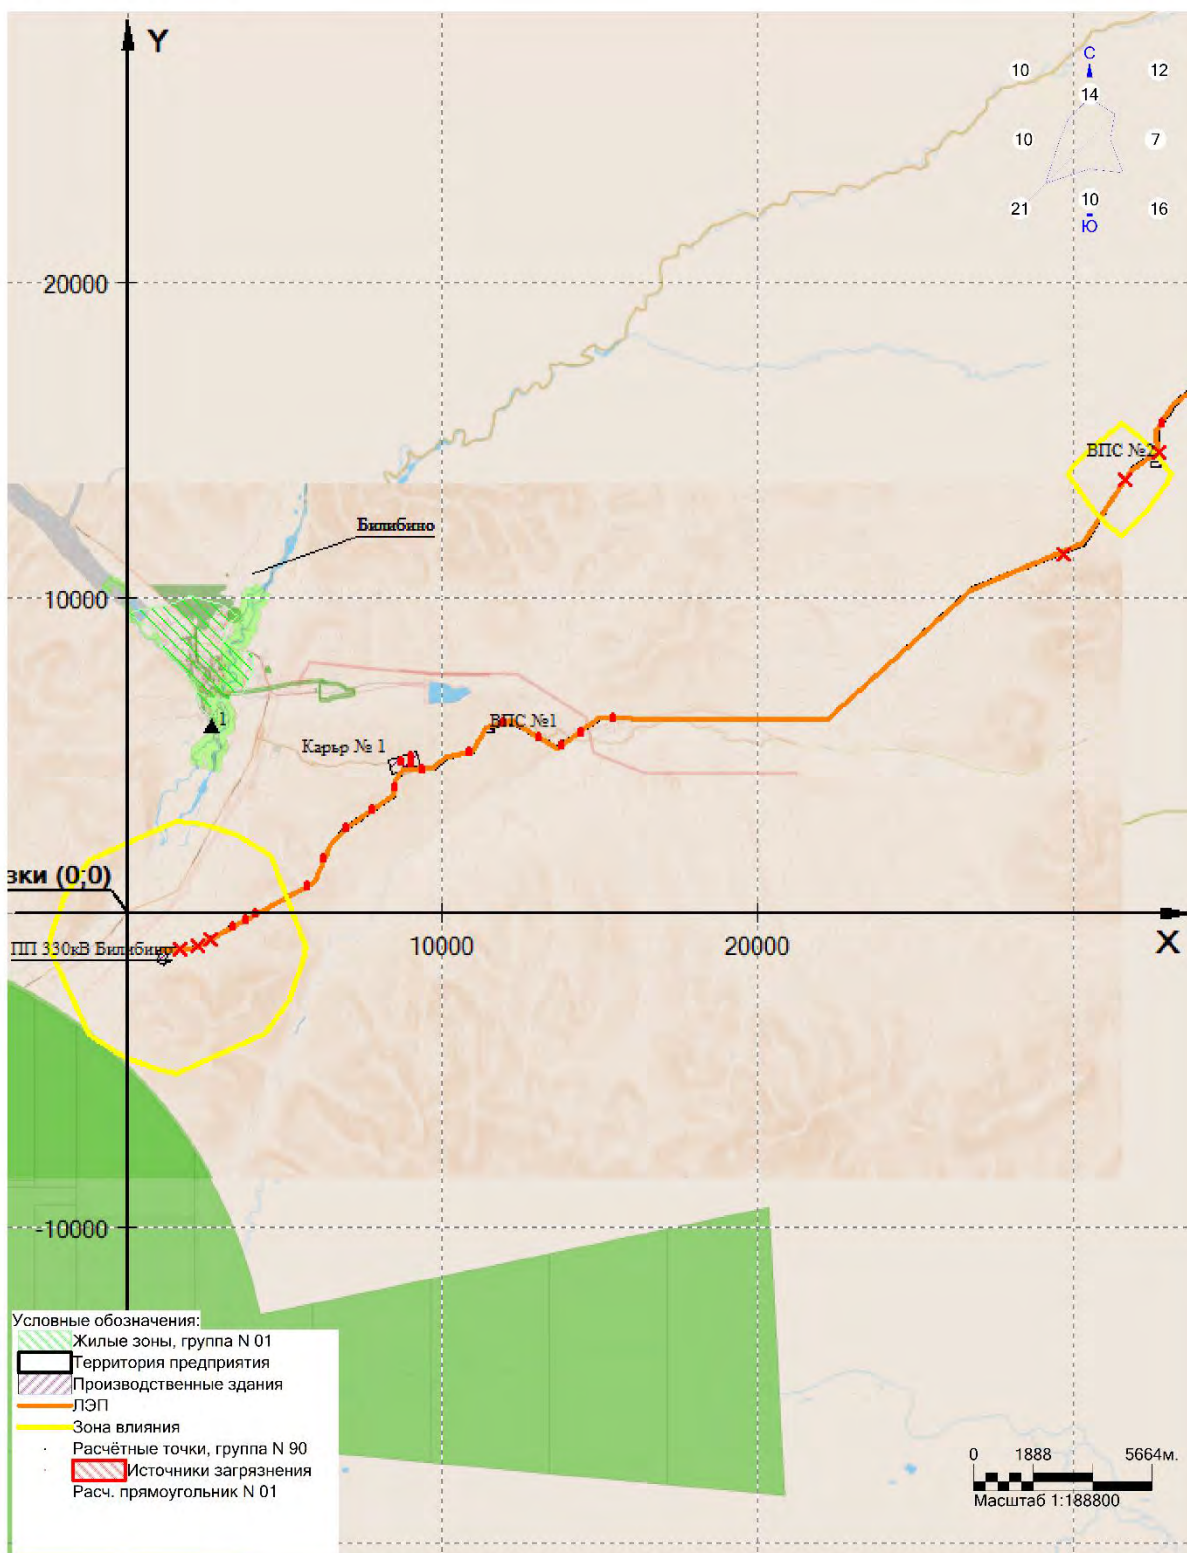 Y
С
10
12
14
10
7
10
21
16
Ю
20000
ВПС №2
Билибино
10000
1
ВПС №1
Карьр № 1
зки (0;0)
ПП 330кВ Билибино
10000
20000
X
-10000
Условные обозначения:
Жилые зоны, группа N 01
Территория предприятия
Производственные здания
ЛЭП
Зона влияния
Расчётные точки, группа N 90
Источники загрязнения
Расч. прямоугольник N 01
0 1888 5664м.
Масштаб 1:188800